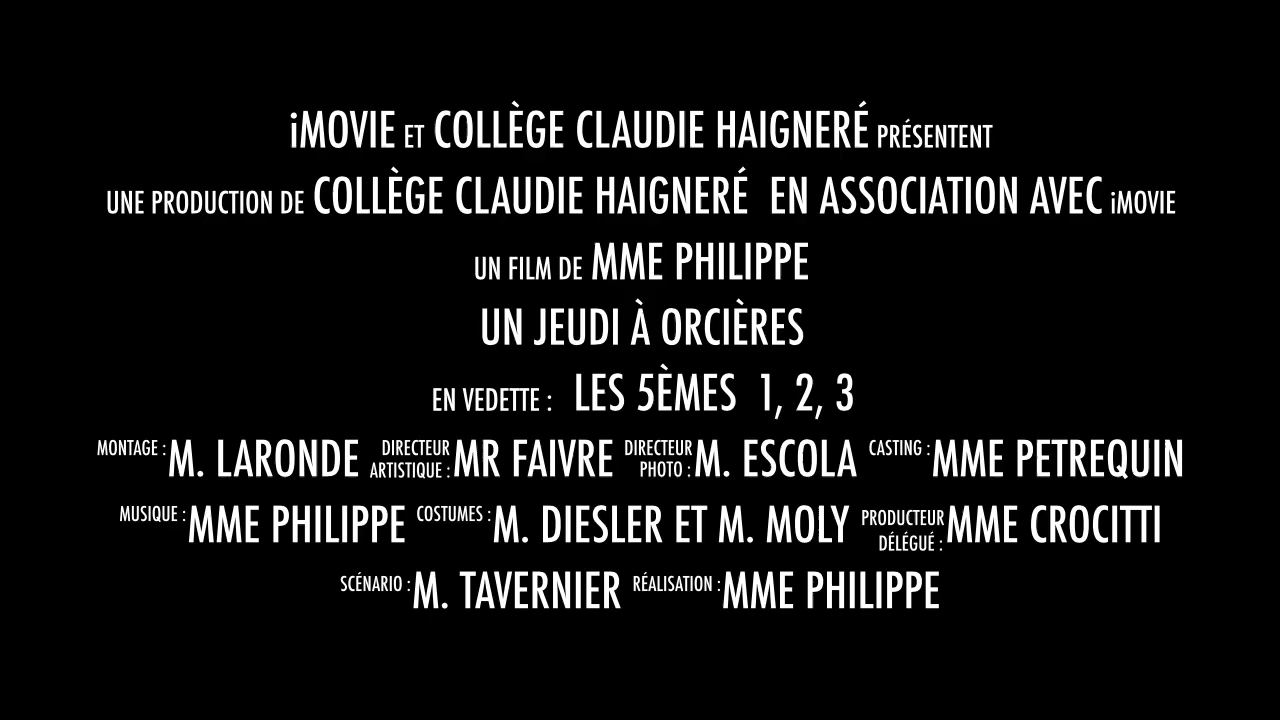 iMOVIE ET COLLÈGE CLAUDIE HAIGNERÉ PRÉSENTENT
UNE PRODUCTION DE COLLÈGE CLAUDIE HAIGNERÉ EN ASSOCIATION AVEC iMOVIE
UN FILM DE MME PHILIPPE
UN JEUDI À ORCIÈRES
EN VEDETTE : LES 5ÈMES 1, 2, 3
MONTAGE : M. LARONDE DIRECTEUR ARTISTIQUE : MR FAIVRE DIRECTEUR PHOTO : M. ESCOLA CASTING : MME PETREQUIN
MUSIQUE : MME PHILIPPE COSTUMES : M. DIESLER ET M. MOLY PRODUCTEUR DÉLÉGUÉ : MME CROCITTI
SCÉNARIO : M. TAVERNIER RÉALISATION : MME PHILIPPE